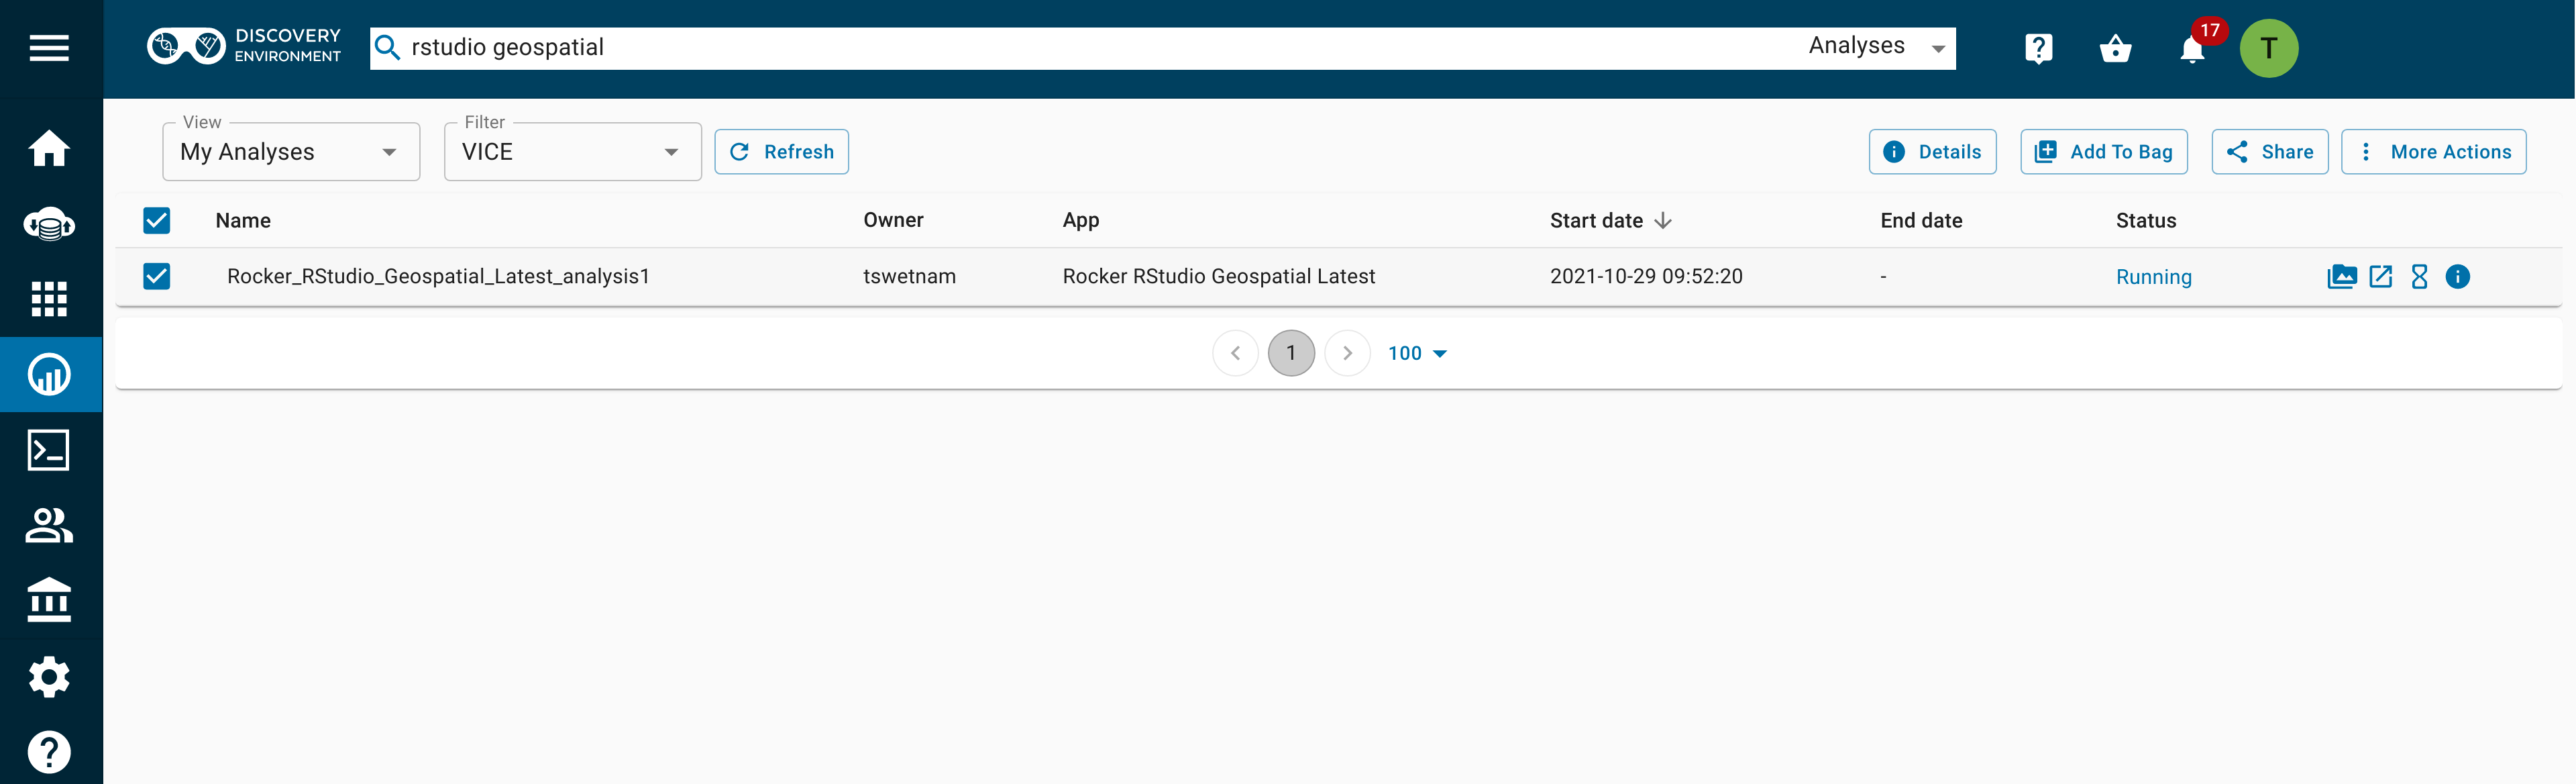 DISCOVERY
ENVIRONMENT
rstudio geospatial
Analyses
17
T
View
My Analyses
Filter
VICE
Refresh
Details
Add To Bag
Share
More Actions
Name
Owner
App
Start date
End date
Status
Rocker_RStudio_Geospatial_Latest_analysis1
tswetnam
Rocker RStudio Geospatial Latest
2021-10-29 09:52:20
-
Running
1
100